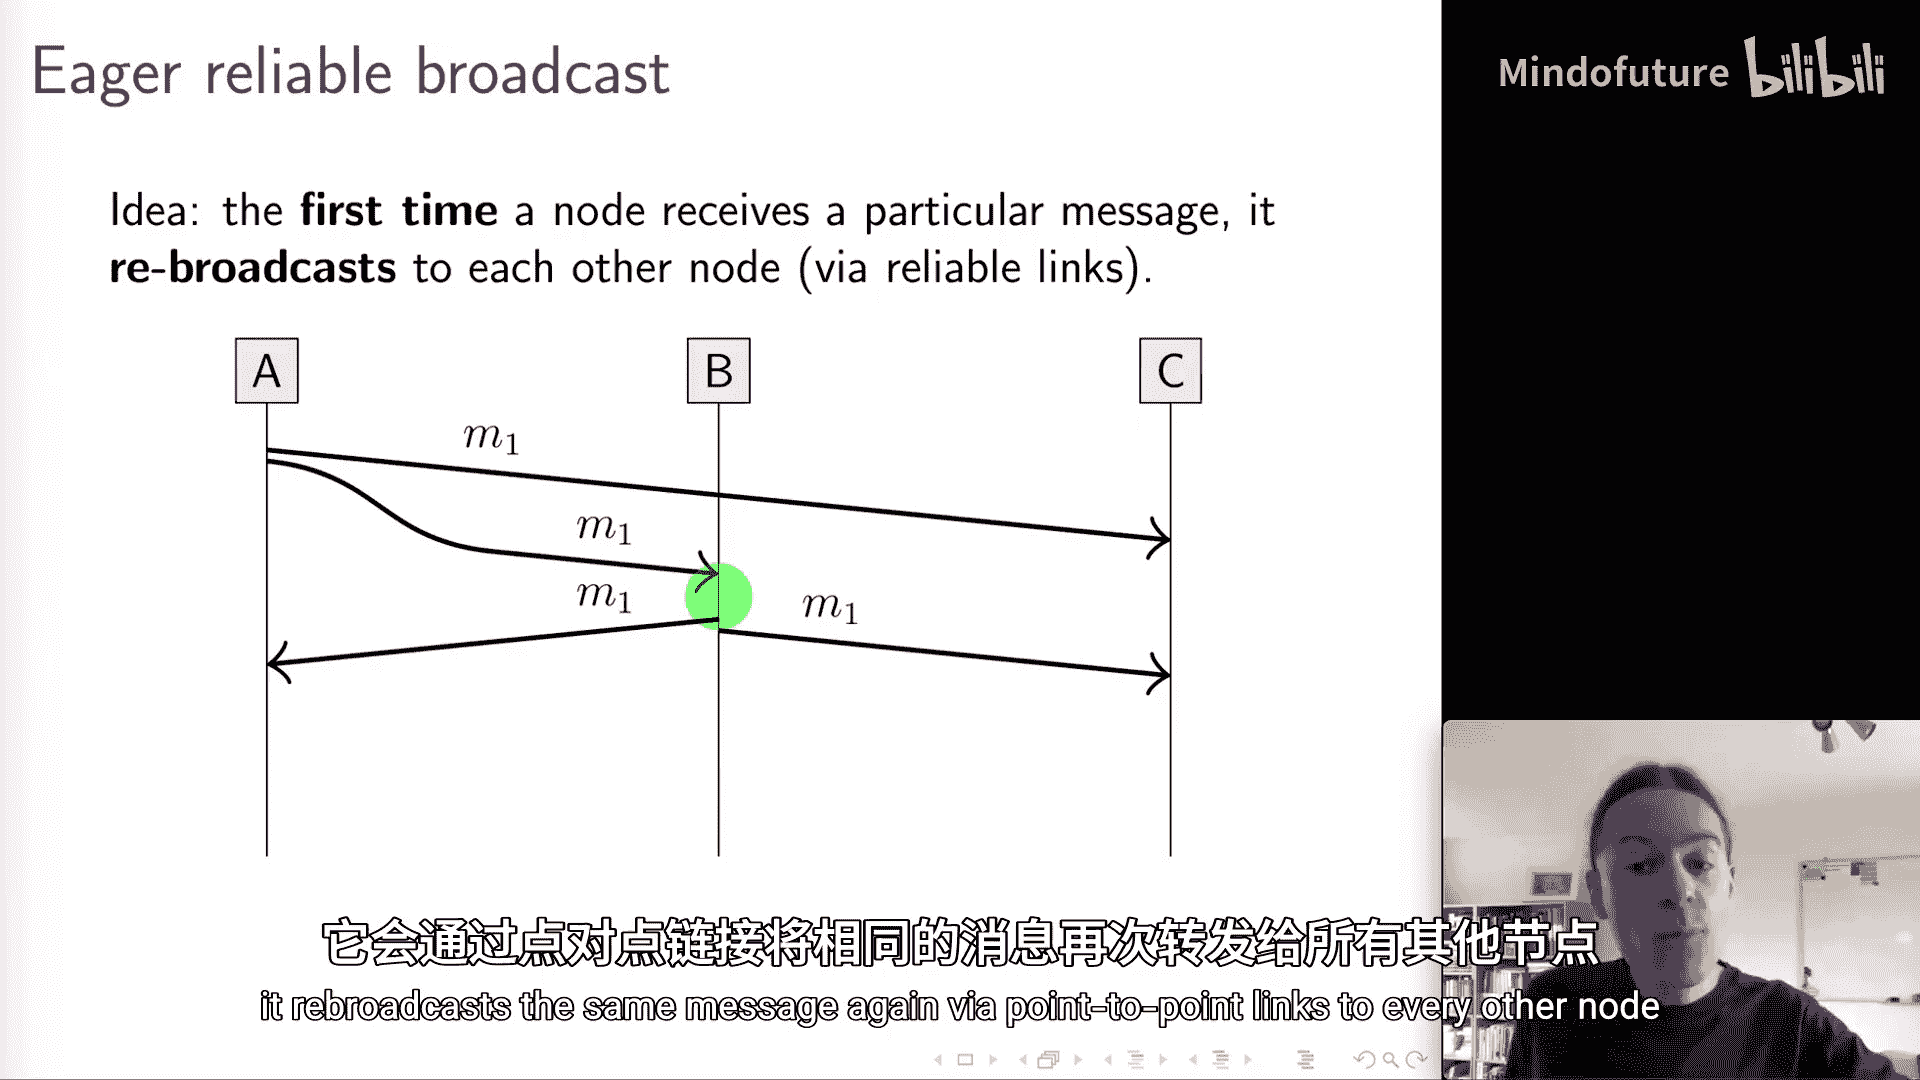 Eager reliable broadcast
Mindofuture bilibili
Idea: the first time a node receives a particular message, it
re-broadcasts to each other node (via reliable links).
A
B
C
m₁
m₁
m₁
m₁
它会通过点对点链接将相同的消息再次转发给所有其他节点
it rebroadcasts the same message again via point-to-point links to every other node